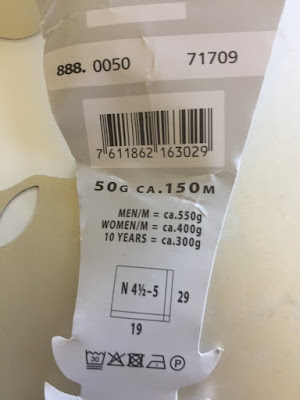 888. 0050 71709
7 611862 163029
50G CA.150M
MEN/M = ca.550g
WOMEN/M = ca.400g
10 YEARS = ca.300g
N 4½-5 29
19
30 P